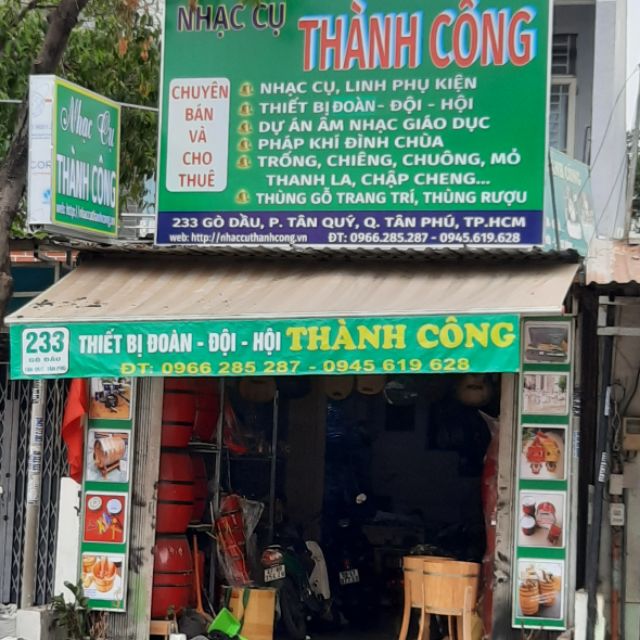 NHẠC CỤ THÀNH CÔNG
CHUYÊN
BÁN
VÀ
CHO
THUÊ
NHẠC CỤ, LINH PHỤ KIỆN
THIẾT BỊ ĐOÀN - ĐỘI - HỘI
DỰ ÁN ÂM NHẠC GIÁO DỤC
PHÁP KHÍ ĐÌNH CHÙA
TRỐNG, CHIÊNG, CHUÔNG, MỎ
THANH LA, CHẬP CHENG...
THÙNG GỖ TRANG TRÍ, THÙNG RƯỢU
233 GÒ DẦU, P. TÂN QUÝ, Q. TÂN PHÚ, TP.HCM
web: http://nhaccuthanhcong.vn ĐT: 0966.285.287 - 0945.619.628
Nhạc Cụ
THÀNH CÔNG
233
GÒ DẦU
THIẾT BỊ ĐOÀN - ĐỘI - HỘI THÀNH CÔNG
ĐT: 0966 285 287 - 0945 619 628